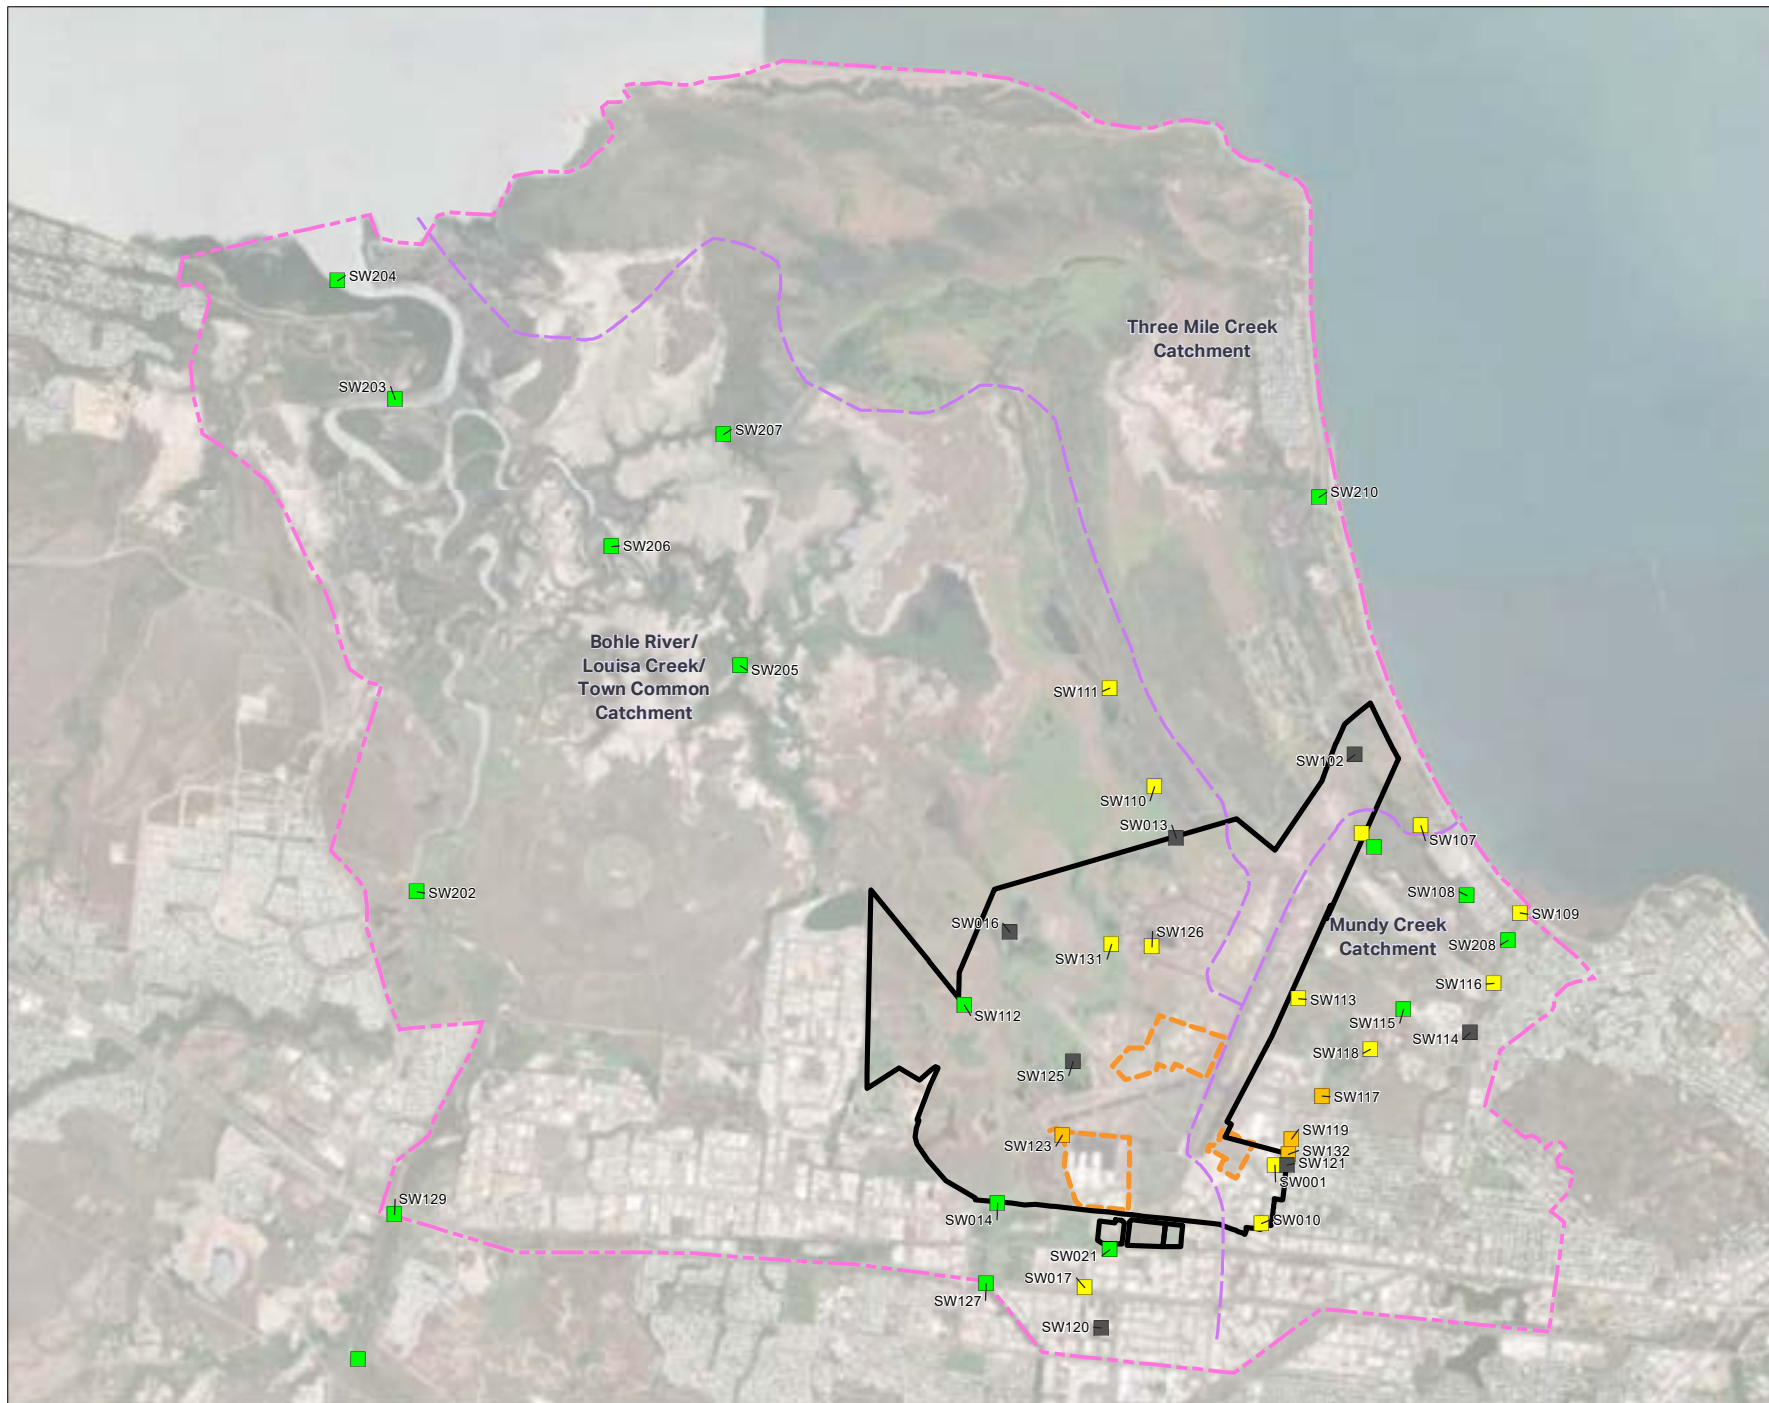 SW204
Three Mile Creek
Catchment
SW203
SW207
SW210
SW206
Bohle River/
Louisa Creek/
Town Common
Catchment
SW205
SW111
SW102
SW110
SW013
SW107
SW202
SW108
SW109
SW016
SW126
Mundy Creek
Catchment
SW208
SW131
SW116
SW113
SW112
SW115
SW114
SW118
SW125
SW117
SW119
SW123
SW132
SW121
SW001
SW129
SW014
SW010
SW021
SW017
SW127
SW120